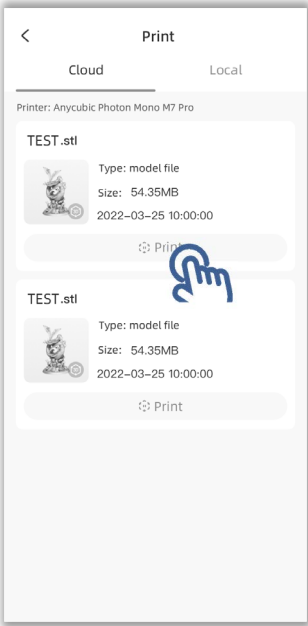 Print
Cloud Local
Printer: Anycubic Photon Mono M7 Pro
TEST.stl
Type: model file
Size: 54.35MB
2022-03-25 10:00:00
Print
TEST.stl
Type: model file
Size: 54.35MB
2022-03-25 10:00:00
Print